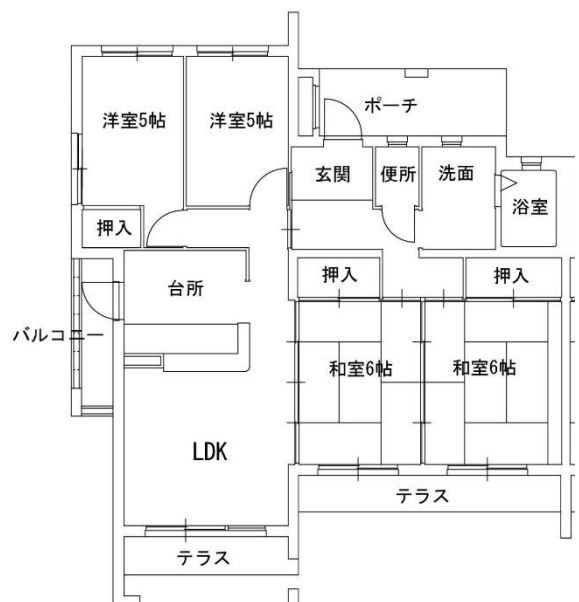 ポーチ
洋室5帖
洋室5帖
玄関
便所
洗面
浴室
押入
押入
押入
台所
バルコニー
和室6帖
和室6帖
LDK
テラス
テラス